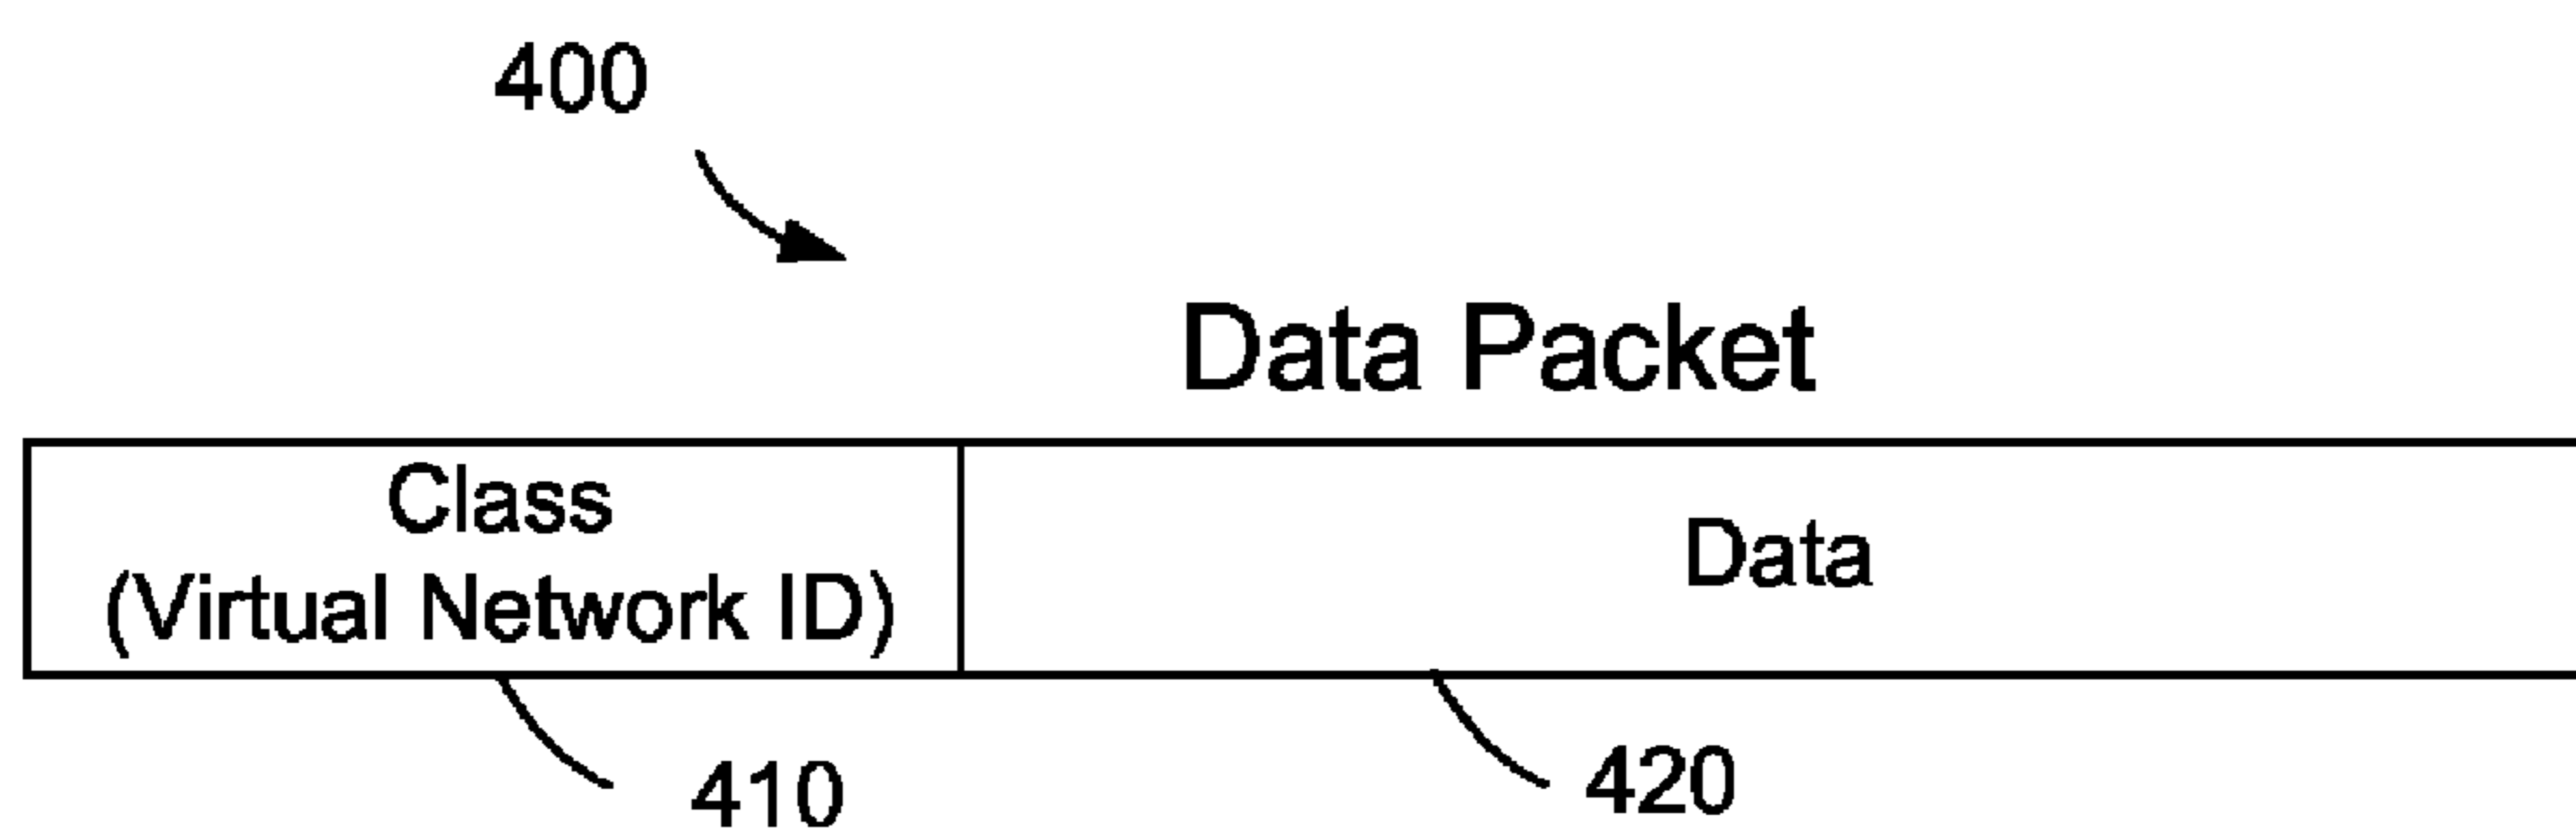 400
Data Packet
Class
(Virtual Network ID)
Data
410
420